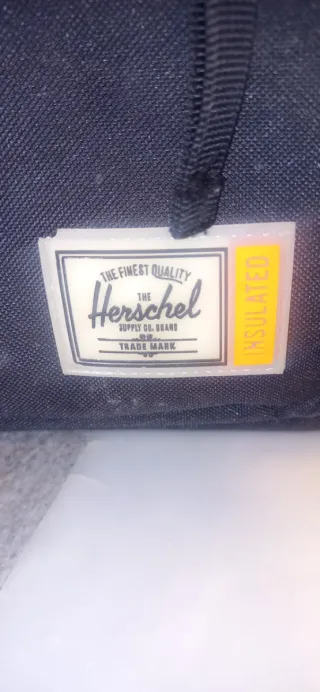 THE FINEST QUALITY
THE
Herschel
SUPPLY CO. BRAND
TRADE MARK
INSULATED